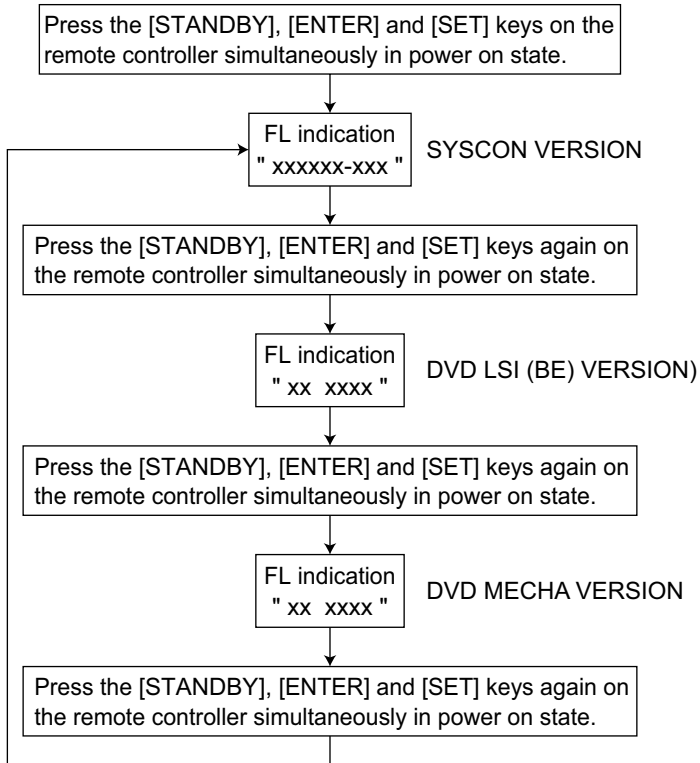 Press the [STANDBY], [ENTER] and [SET] keys on the
remote controller simultaneously in power on state.
FL indication
" xxxxxx-xxx "
SYSCON VERSION
Press the [STANDBY], [ENTER] and [SET] keys again on
the remote controller simultaneously in power on state.
FL indication
" xx  xxxx "
DVD LSI (BE) VERSION)
Press the [STANDBY], [ENTER] and [SET] keys again on
the remote controller simultaneously in power on state.
FL indication
" xx  xxxx "
DVD MECHA VERSION
Press the [STANDBY], [ENTER] and [SET] keys again on
the remote controller simultaneously in power on state.